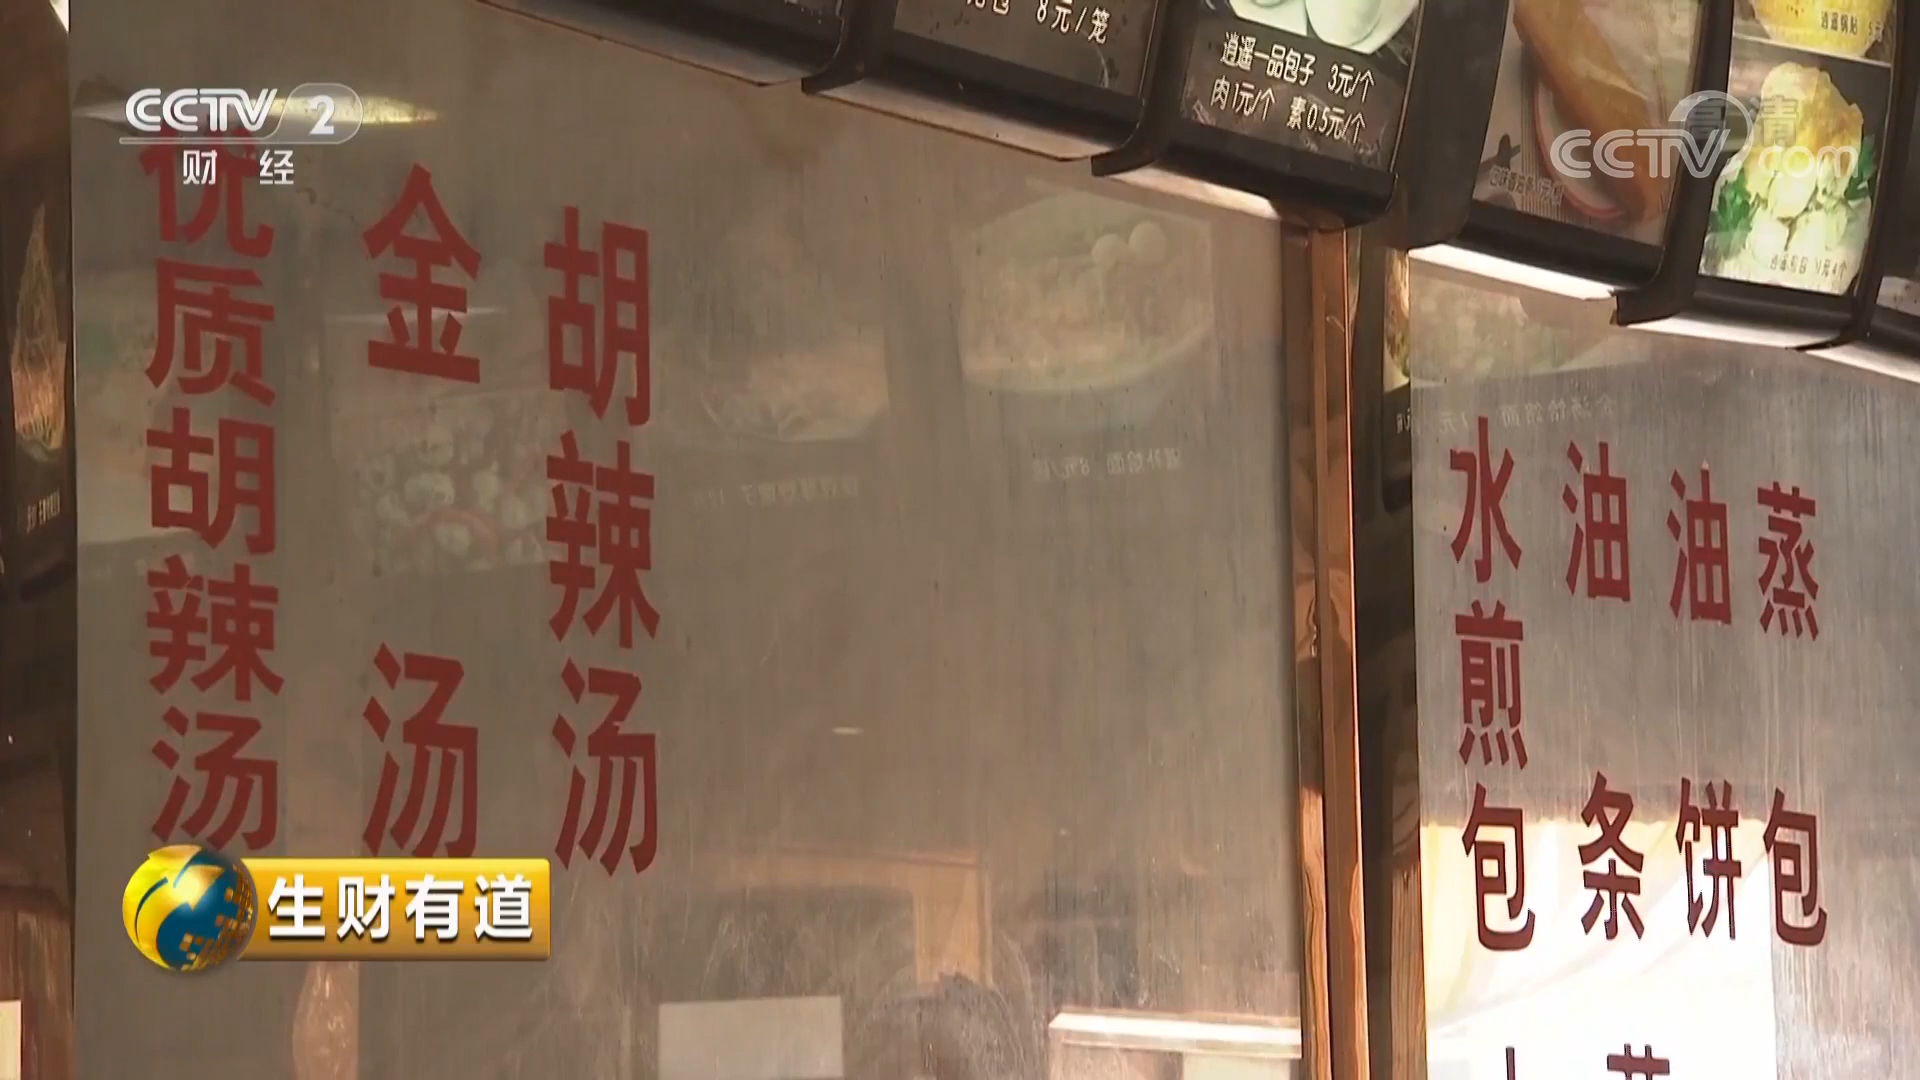 CCTV 2
财经
高清
CCTV.com
8元/笼
逍遥一品包子 3元/个
肉1元/个 素0.5元/个
优质胡辣汤
金汤
胡辣汤
水煎包
油条
油饼
蒸包
生财有道